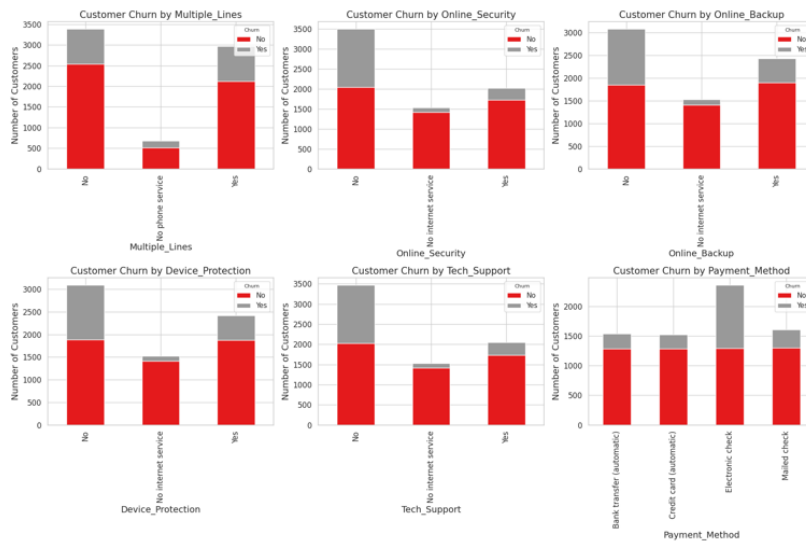 Customer Churn by Multiple_Lines
Number of Customers
3500
3000
2500
2000
1500
1000
500
0
Churn
No
Yes
No
No phone service
Yes
Multiple_Lines
Customer Churn by Online_Security
Number of Customers
3500
3000
2500
2000
1500
1000
500
0
Churn
No
Yes
No
No internet service
Yes
Online_Security
Customer Churn by Online_Backup
Number of Customers
3000
2500
2000
1500
1000
500
0
Churn
No
Yes
No
No internet service
Yes
Online_Backup
Customer Churn by Device_Protection
Number of Customers
3000
2500
2000
1500
1000
500
0
Churn
No
Yes
No
No internet service
Yes
Device_Protection
Customer Churn by Tech_Support
Number of Customers
3500
3000
2500
2000
1500
1000
500
0
Churn
No
Yes
No
No internet service
Yes
Tech_Support
Customer Churn by Payment_Method
Number of Customers
2000
1500
1000
500
0
Churn
No
Yes
Bank transfer (automatic)
Credit card (automatic)
Electronic check
Mailed check
Payment_Method